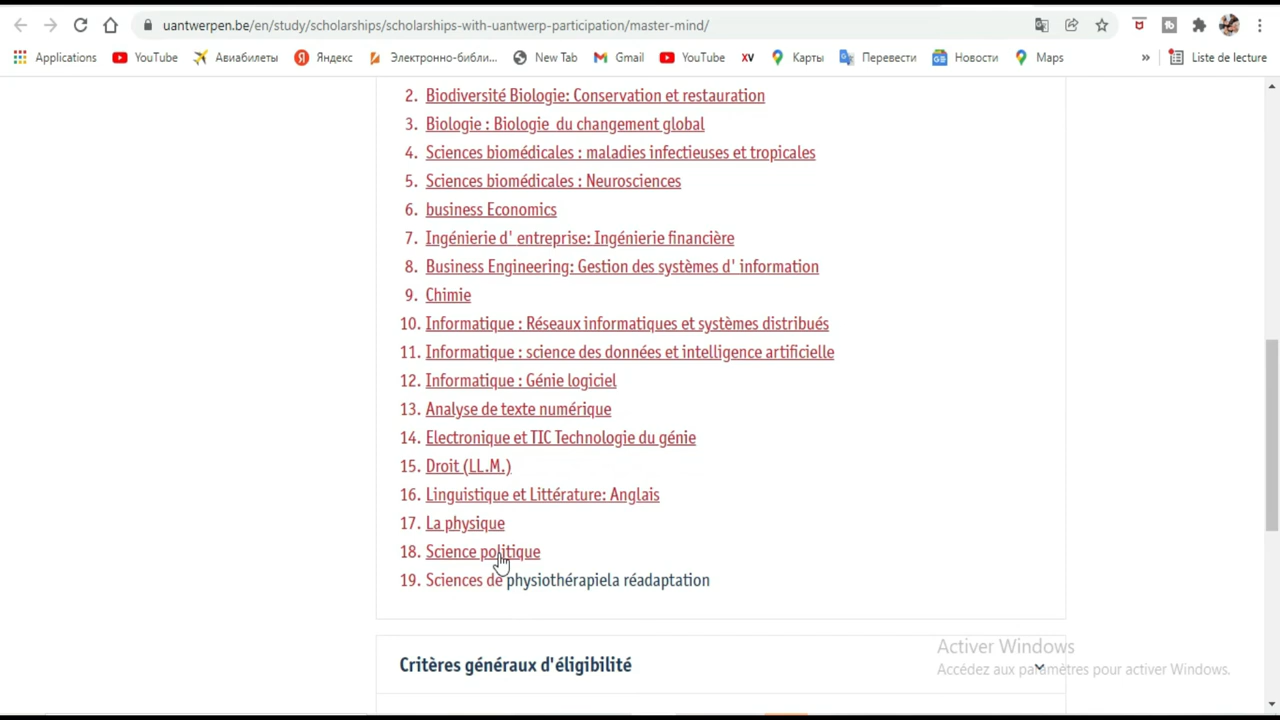 uantwerpen.be/en/study/scholarships/scholarships-with-uantwerp-participation/master-mind/
Applications YouTube Авиабилеты Яндекс Электронно-библи... New Tab Gmail YouTube XV Карты Перевести Новости Maps » Liste de lecture
2. Biodiversité Biologie: Conservation et restauration
3. Biologie : Biologie du changement global
4. Sciences biomédicales : maladies infectieuses et tropicales
5. Sciences biomédicales : Neurosciences
6. business Economics
7. Ingénierie d' entreprise: Ingénierie financière
8. Business Engineering: Gestion des systèmes d' information
9. Chimie
10. Informatique : Réseaux informatiques et systèmes distribués
11. Informatique : science des données et intelligence artificielle
12. Informatique : Génie logiciel
13. Analyse de texte numérique
14. Electronique et TIC Technologie du génie
15. Droit (LL.M.)
16. Linguistique et Littérature: Anglais
17. La physique
18. Science politique
19. Sciences de physiothérapiela réadaptation
Critères généraux d'éligibilité
Activer Windows
Accédez aux paramètres pour activer Windows.